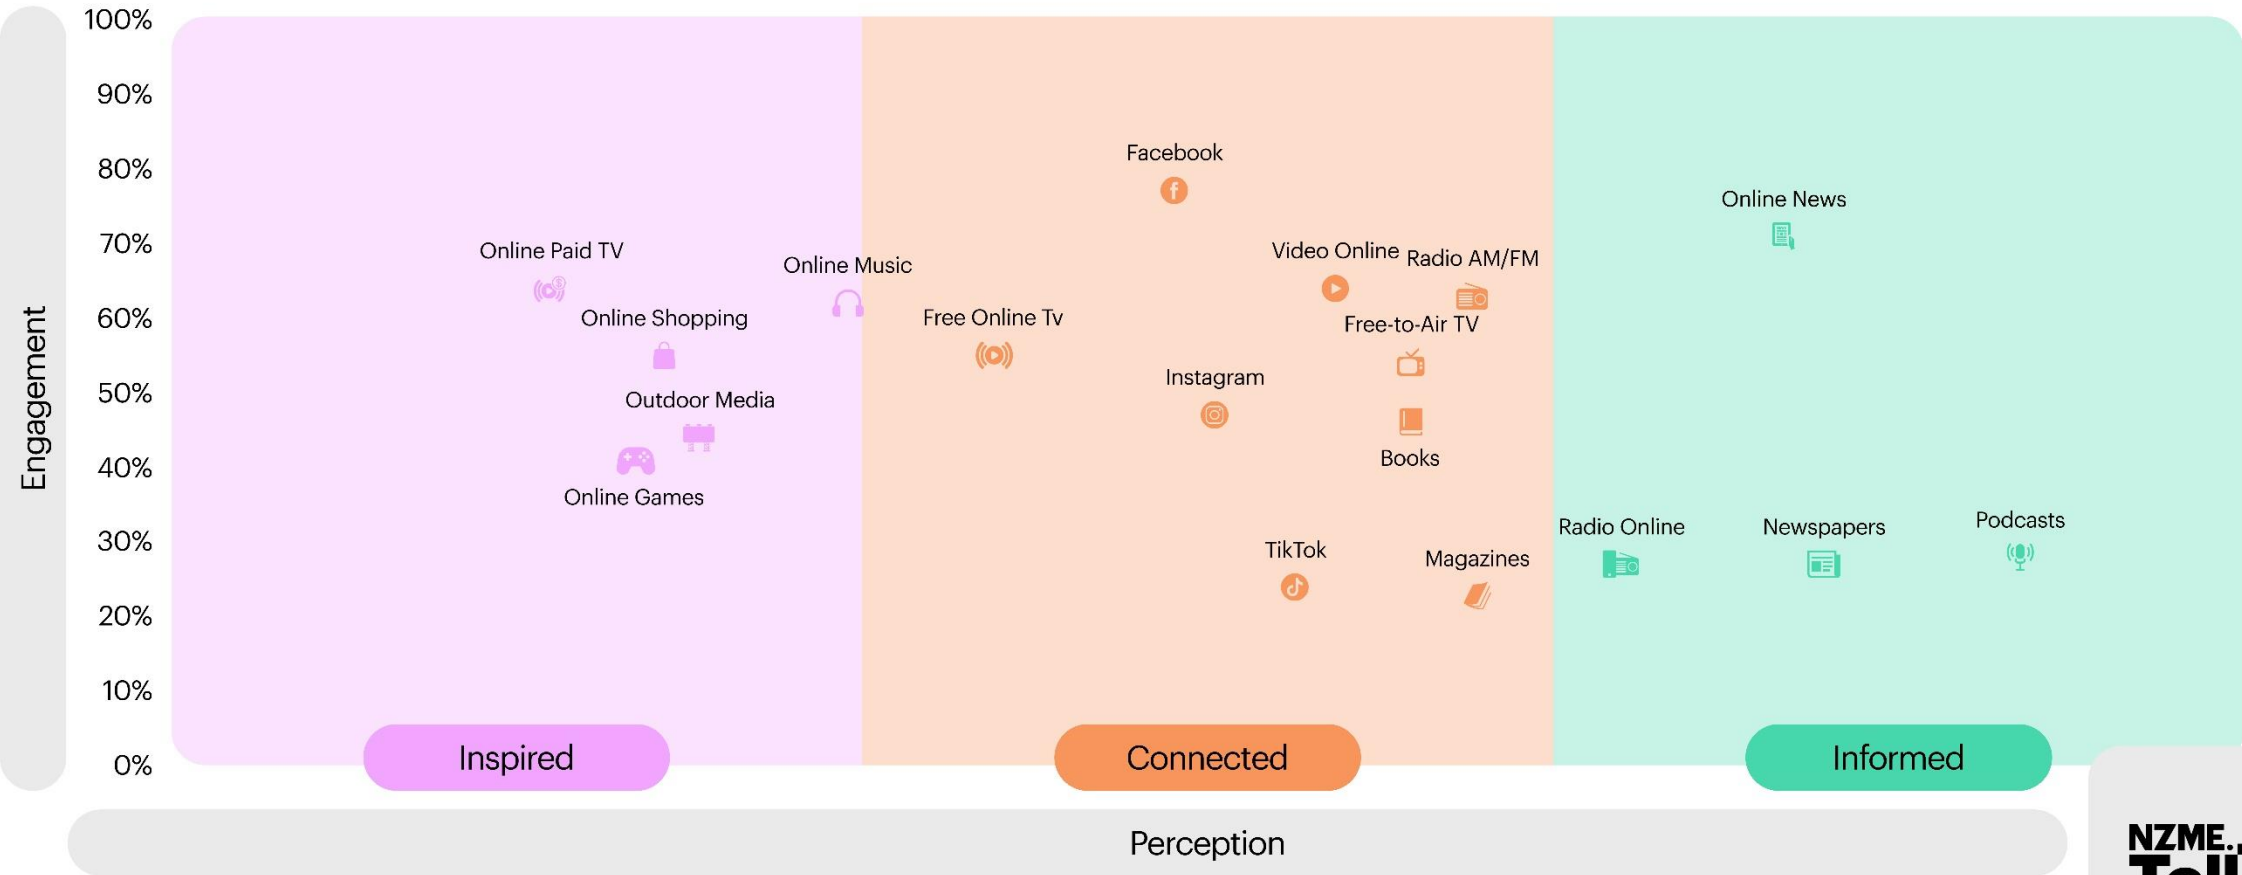 100%
90%
80%
70%
60%
50%
40%
30%
20%
10%
0%
Engagement
Facebook
Online News
Online Paid TV
Online Music
Video Online
Radio AM/FM
Online Shopping
Free Online Tv
Free-to-Air TV
Instagram
Outdoor Media
Books
Online Games
TikTok
Magazines
Radio Online
Newspapers
Podcasts
Inspired
Connected
Informed
Perception
NZME.